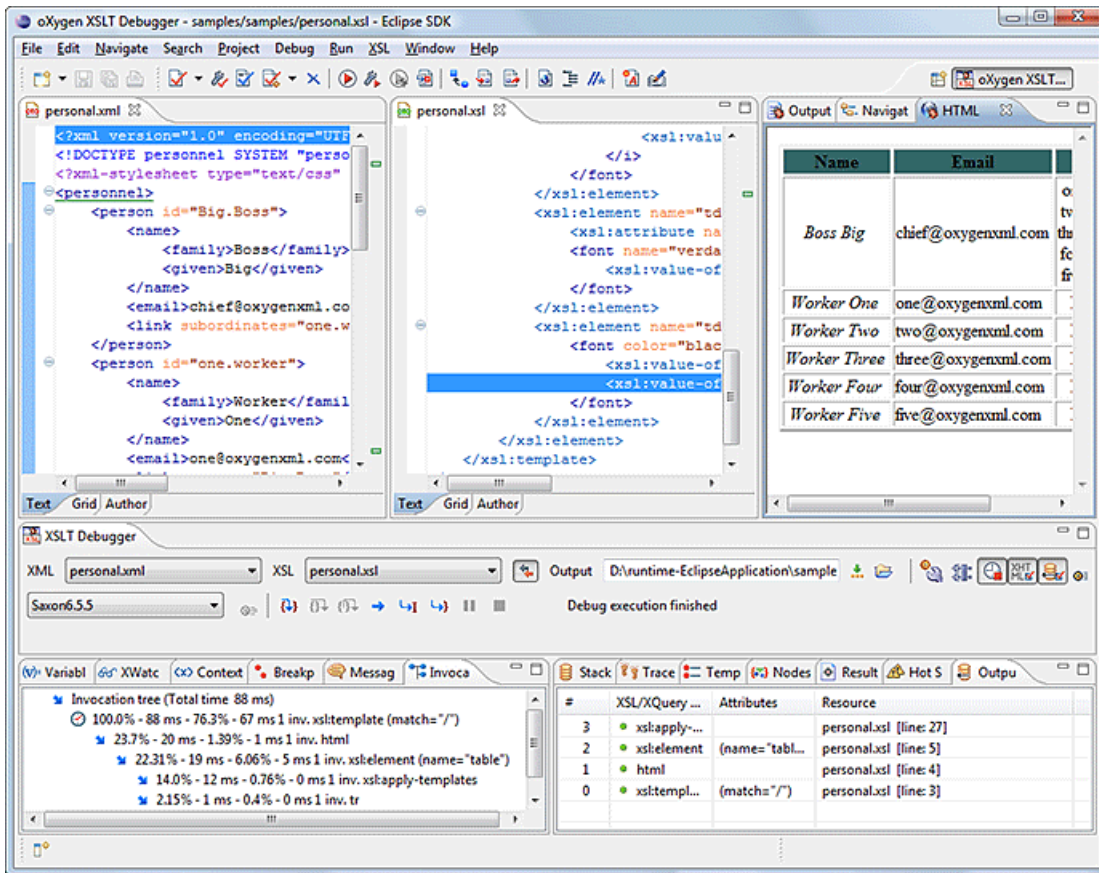 oXygen XSLT Debugger - samples/samples/personal.xsl - Eclipse SDK
File Edit Navigate Search Project Debug Run XSL Window Help
oXygen XSLT...
personal.xml
<?xml version="1.0" encoding="UTF
<!DOCTYPE personnel SYSTEM "perso
<?xml-stylesheet type="text/css"
<personnel>
<person id="Big.Boss">
<name>
<family>Boss</family>
<given>Big</given>
</name>
<email>chief@oxygenxml.co
<link subordinates="one.w
</person>
<person id="one.worker">
<name>
<family>Worker</famil
<given>One</given>
</name>
<email>one@oxygenxml.com<
Text Grid Author
personal.xsl
<xsl:valu
</i>
</font>
</xsl:element>
<xsl:element name="td
<xsl:attribute na
<font name="verda
<xsl:value-of
</font>
</xsl:element>
<xsl:element name="td
<font color="blac
<xsl:value-of
<xsl:value-of
</font>
</xsl:element>
</xsl:element>
</xsl:template>
Text Grid Author
Output Navigat HTML
Name Email
Boss Big chief@oxygenxml.com
Worker One one@oxygenxml.com
Worker Two two@oxygenxml.com
Worker Three three@oxygenxml.com
Worker Four four@oxygenxml.com
Worker Five five@oxygenxml.com
XSLT Debugger
XML personal.xml XSL personal.xsl Output D:\runtime-EclipseApplication\sample
Saxon6.5.5 Debug execution finished
Variabl XWatc Context Breakp Messag Invoca
Invocation tree (Total time 88 ms)
100.0% - 88 ms - 76.3% - 67 ms 1 inv. xsl:template (match="/")
23.7% - 20 ms - 1.39% - 1 ms 1 inv. html
22.31% - 19 ms - 6.06% - 5 ms 1 inv. xsl:element (name="table")
14.0% - 12 ms - 0.76% - 0 ms 1 inv. xsl:apply-templates
2.15% - 1 ms - 0.4% - 0 ms 1 inv. tr
Stack Trace Temp Nodes Result Hot S Outpu
# XSL/XQuery ... Attributes Resource
3 xsl:apply-... personal.xsl [line: 27]
2 xsl:element (name="tabl... personal.xsl [line: 5]
1 html personal.xsl [line: 4]
0 xsl:templ... (match="/") personal.xsl [line: 3]